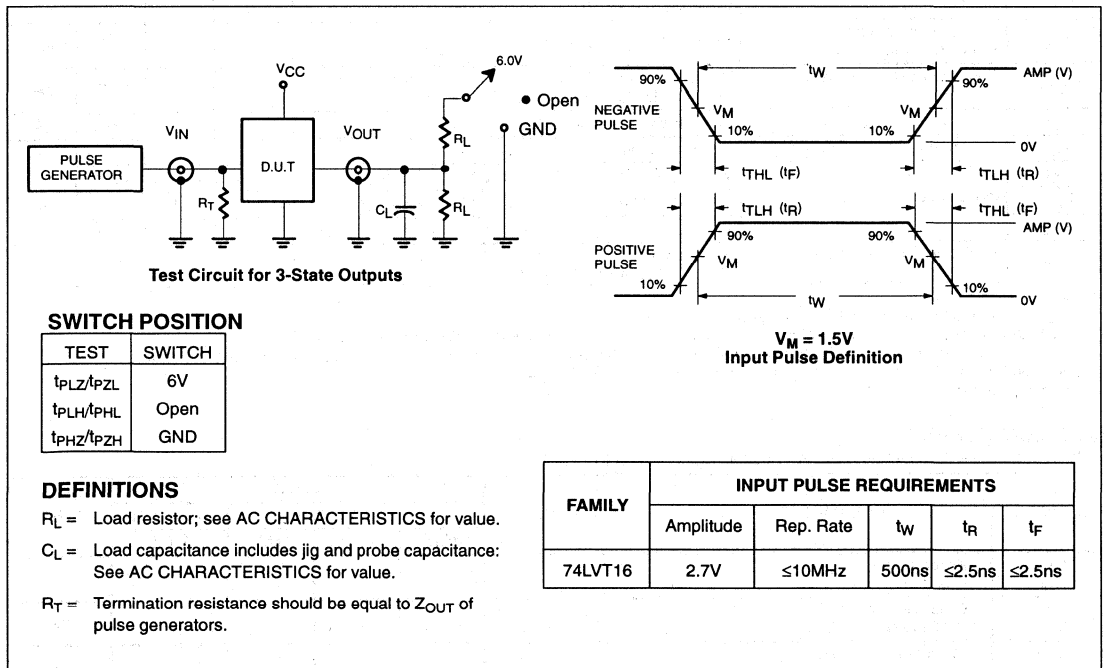 VCC
6.0V
Open
GND
VIN
VOUT
RL
PULSE
GENERATOR
D.U.T
RT
CL
RL
Test Circuit for 3-State Outputs
tW
90%
90%
AMP (V)
NEGATIVE
PULSE
VM
VM
10%
10%
0V
tTHL (tF)
tTLH (tR)
tTLH (tR)
tTHL (tF)
AMP (V)
90%
90%
POSITIVE
PULSE
VM
VM
10%
10%
tW
0V
VM = 1.5V
Input Pulse Definition
SWITCH POSITION
TEST SWITCH
tPLZ/tPZL 6V
tPLH/tPHL Open
tPHZ/tPZH GND
DEFINITIONS
RL = Load resistor; see AC CHARACTERISTICS for value.
CL = Load capacitance includes jig and probe capacitance:
See AC CHARACTERISTICS for value.
RT = Termination resistance should be equal to ZOUT of
pulse generators.
FAMILY INPUT PULSE REQUIREMENTS
Amplitude Rep. Rate tW tR tF
74LVT16 2.7V ≤10MHz 500ns ≤2.5ns ≤2.5ns